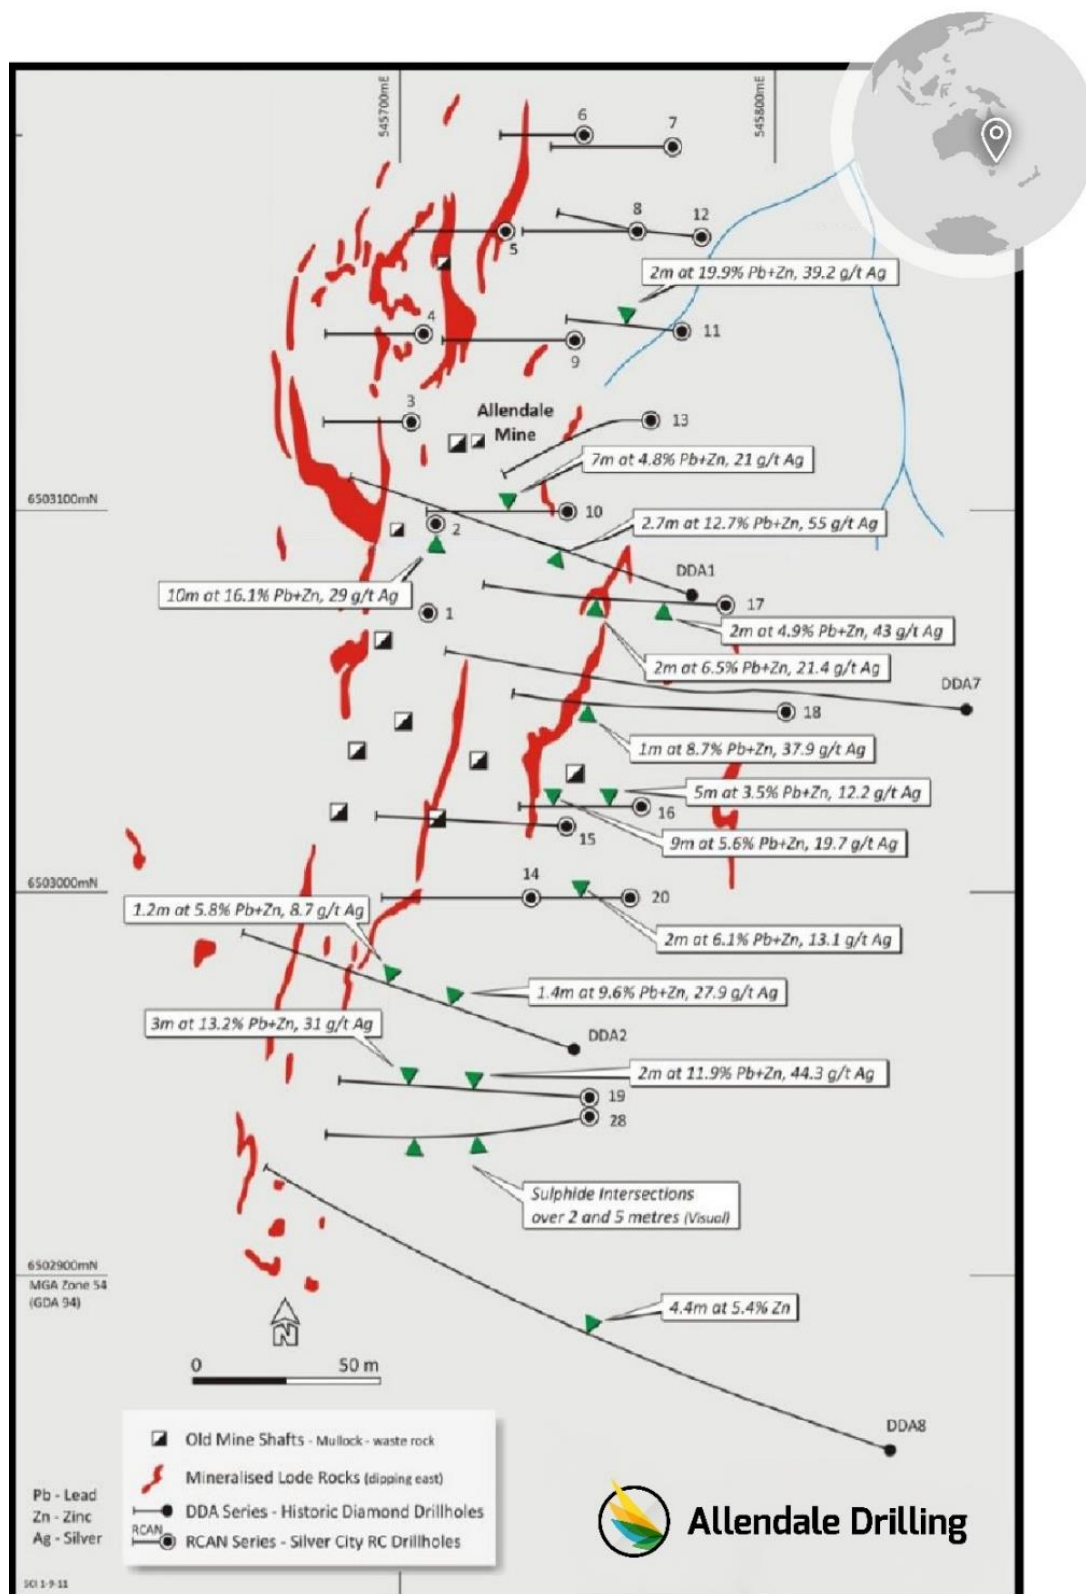 545700mE
545800mE
6
7
8
12
5
2m at 19.9% Pb+Zn, 39.2 g/t Ag
4
11
9
3
Allendale
Mine
13
7m at 4.8% Pb+Zn, 21 g/t Ag
6503100mN
10
2
2.7m at 12.7% Pb+Zn, 55 g/t Ag
DDA1
10m at 16.1% Pb+Zn, 29 g/t Ag
17
1
2m at 4.9% Pb+Zn, 43 g/t Ag
2m at 6.5% Pb+Zn, 21.4 g/t Ag
DDA7
18
1m at 8.7% Pb+Zn, 37.9 g/t Ag
5m at 3.5% Pb+Zn, 12.2 g/t Ag
16
15
9m at 5.6% Pb+Zn, 19.7 g/t Ag
14
6503000mN
20
1.2m at 5.8% Pb+Zn, 8.7 g/t Ag
2m at 6.1% Pb+Zn, 13.1 g/t Ag
1.4m at 9.6% Pb+Zn, 27.9 g/t Ag
3m at 13.2% Pb+Zn, 31 g/t Ag
DDA2
2m at 11.9% Pb+Zn, 44.3 g/t Ag
19
28
Sulphide Intersections
over 2 and 5 metres (Visual)
6502900mN
MGA Zone 54
(GDA 94)
4.4m at 5.4% Zn
N
0 50 m
DDA8
Old Mine Shafts - Mullock - waste rock
Mineralised Lode Rocks (dipping east)
DDA Series - Historic Diamond Drillholes
RCAN
RCAN Series - Silver City RC Drillholes
Pb - Lead
Zn - Zinc
Ag - Silver
Allendale Drilling
SCI 1-9-11